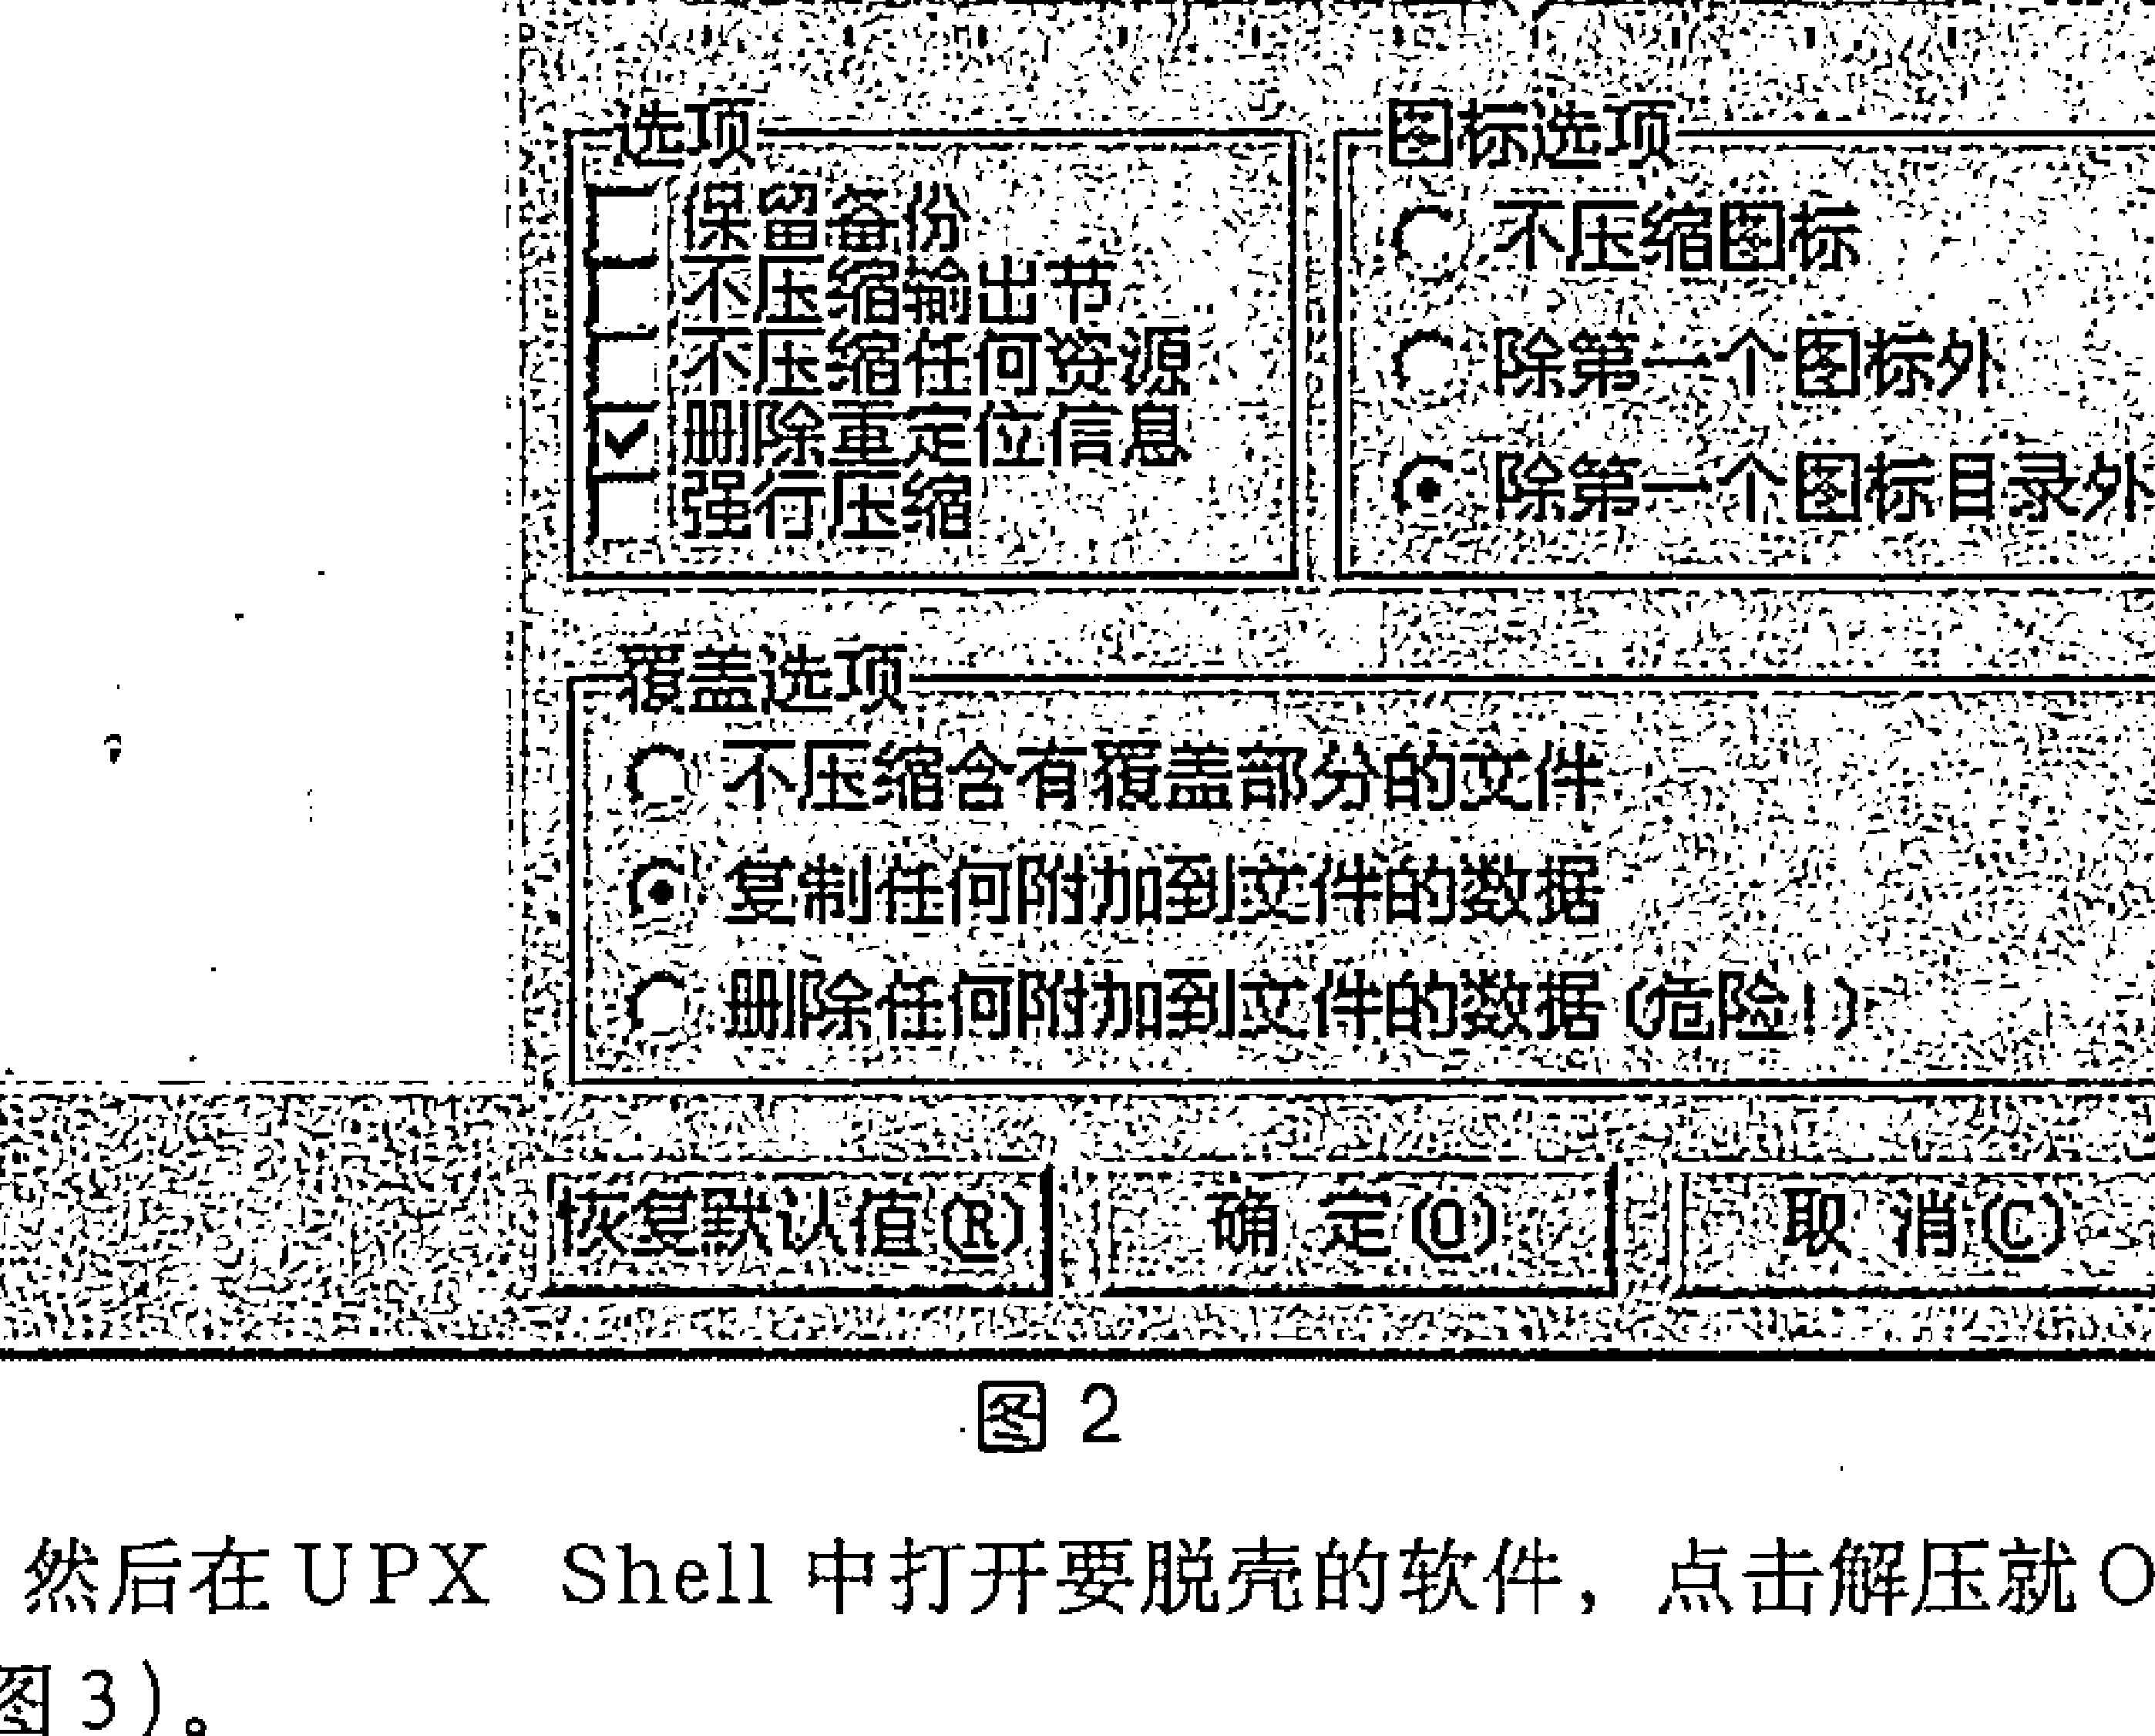 选项
保留备份
不压缩输出节
不压缩任何资源
删除重定位信息
强行压缩
图标选项
不压缩图标
除第一个图标外
除第一个图标目录外
覆盖选项
不压缩含有覆盖部分的文件
复制任何附加到文件的数据
删除任何附加到文件的数据(危险!)
恢复默认值(R) 确 定(O) 取 消(C)
图 2
然后在UPX Shell中打开要脱壳的软件，点击解压就O
图3)。